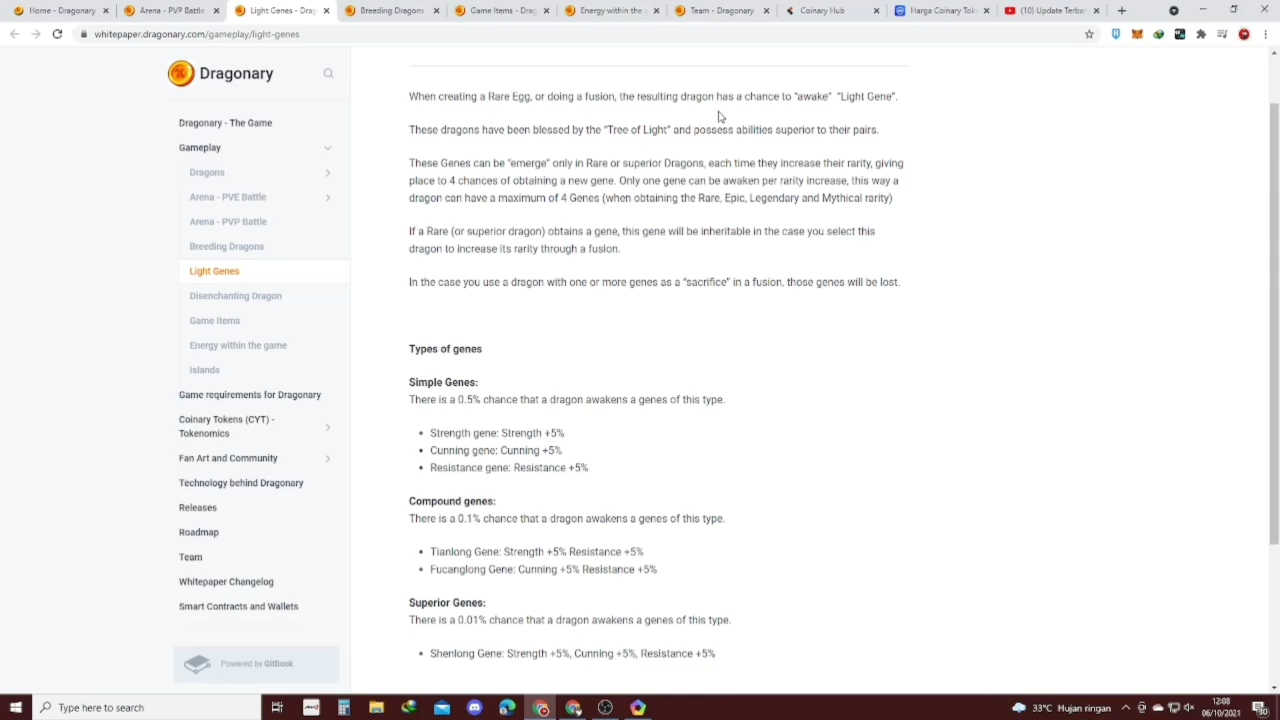 Home - Dragonary
Arena - PVP Battle
Light Genes - Drag
Breeding Dragons
Game Items - Drag
Energy within the g
Team - Dragonary
Coinary Hub
Harga Coinary Tok
(10) Update Terbar
whitepaper.dragonary.com/gameplay/light-genes
Dragonary
Dragonary - The Game
Gameplay
Dragons
Arena - PVE Battle
Arena - PVP Battle
Breeding Dragons
Light Genes
Disenchanting Dragon
Game Items
Energy within the game
Islands
Game requirements for Dragonary
Coinary Tokens (CYT) -
Tokenomics
Fan Art and Community
Technology behind Dragonary
Releases
Roadmap
Team
Whitepaper Changelog
Smart Contracts and Wallets
Powered by GitBook
When creating a Rare Egg, or doing a fusion, the resulting dragon has a chance to “awake” “Light Gene”.
These dragons have been blessed by the “Tree of Light” and possess abilities superior to their pairs.
These Genes can be “emerge” only in Rare or superior Dragons, each time they increase their rarity, giving
place to 4 chances of obtaining a new gene. Only one gene can be awaken per rarity increase, this way a
dragon can have a maximum of 4 Genes (when obtaining the Rare, Epic, Legendary and Mythical rarity)
If a Rare (or superior dragon) obtains a gene, this gene will be inheritable in the case you select this
dragon to increase its rarity through a fusion.
In the case you use a dragon with one or more genes as a “sacrifice” in a fusion, those genes will be lost.
Types of genes
Simple Genes:
There is a 0.5% chance that a dragon awakens a genes of this type.
• Strength gene: Strength +5%
• Cunning gene: Cunning +5%
• Resistance gene: Resistance +5%
Compound genes:
There is a 0.1% chance that a dragon awakens a genes of this type.
• Tianlong Gene: Strength +5% Resistance +5%
• Fucanglong Gene: Cunning +5% Resistance +5%
Superior Genes:
There is a 0.01% chance that a dragon awakens a genes of this type.
• Shenlong Gene: Strength +5%, Cunning +5%, Resistance +5%
Type here to search
33°C Hujan ringan
12:08
06/10/2021